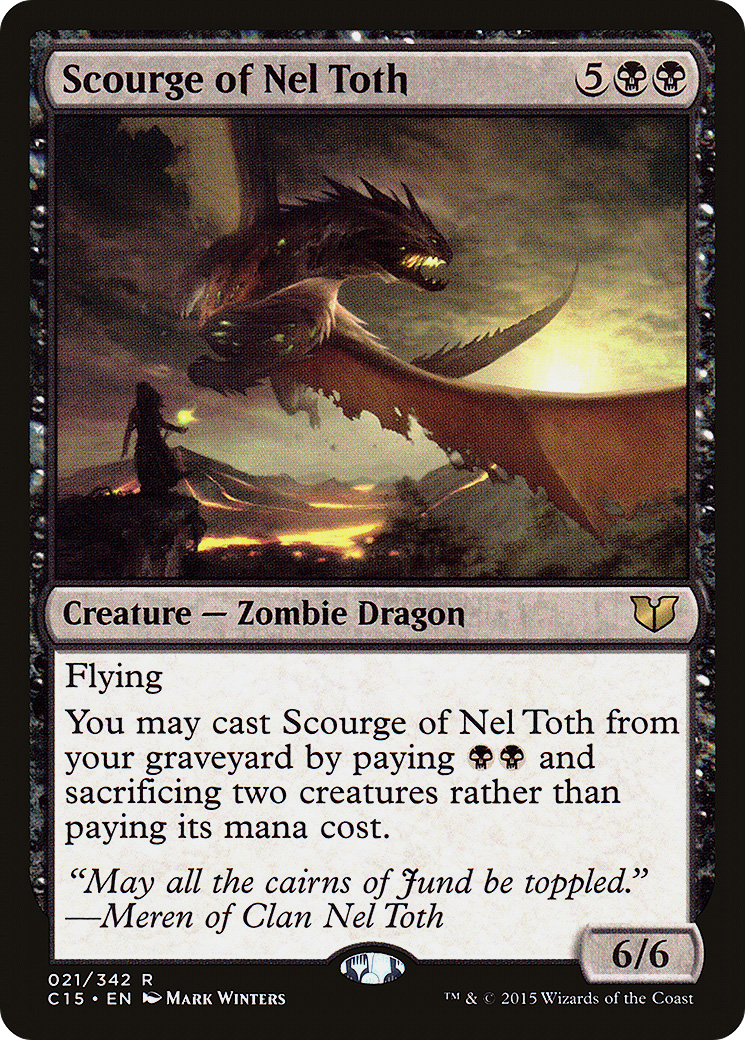 Scourge of Nel Toth 5
Creature — Zombie Dragon
Flying
You may cast Scourge of Nel Toth from
your graveyard by paying and
sacrificing two creatures rather than
paying its mana cost.
“May all the cairns of Jund be toppled.”
—Meren of Clan Nel Toth
6/6
021/342 R
C15 • EN Mark Winters
™ & © 2015 Wizards of the Coast